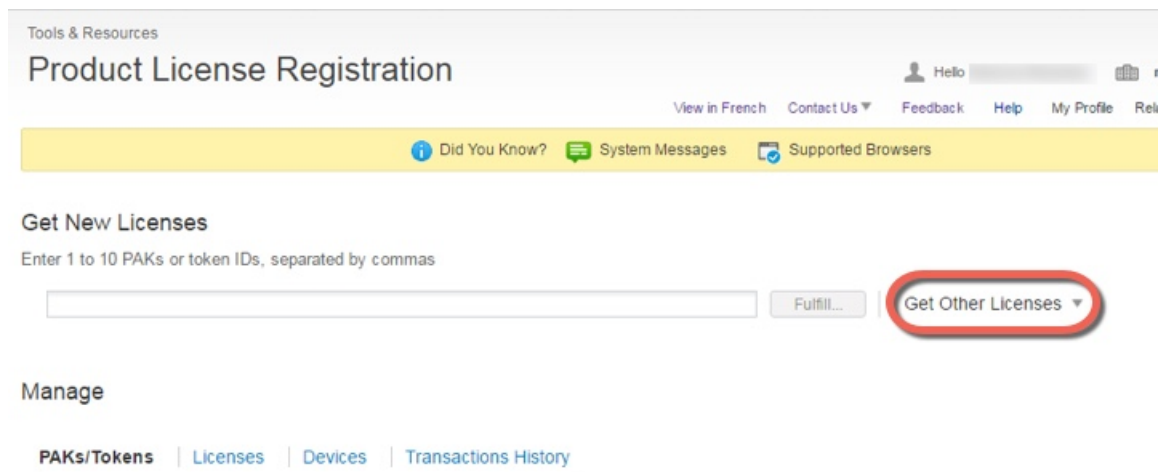 Tools & Resources
Product License Registration
Hello
View in French Contact Us Feedback Help My Profile
Did You Know? System Messages Supported Browsers
Get New Licenses
Enter 1 to 10 PAKs or token IDs, separated by commas
Fulfill... Get Other Licenses
Manage
PAKs/Tokens Licenses Devices Transactions History